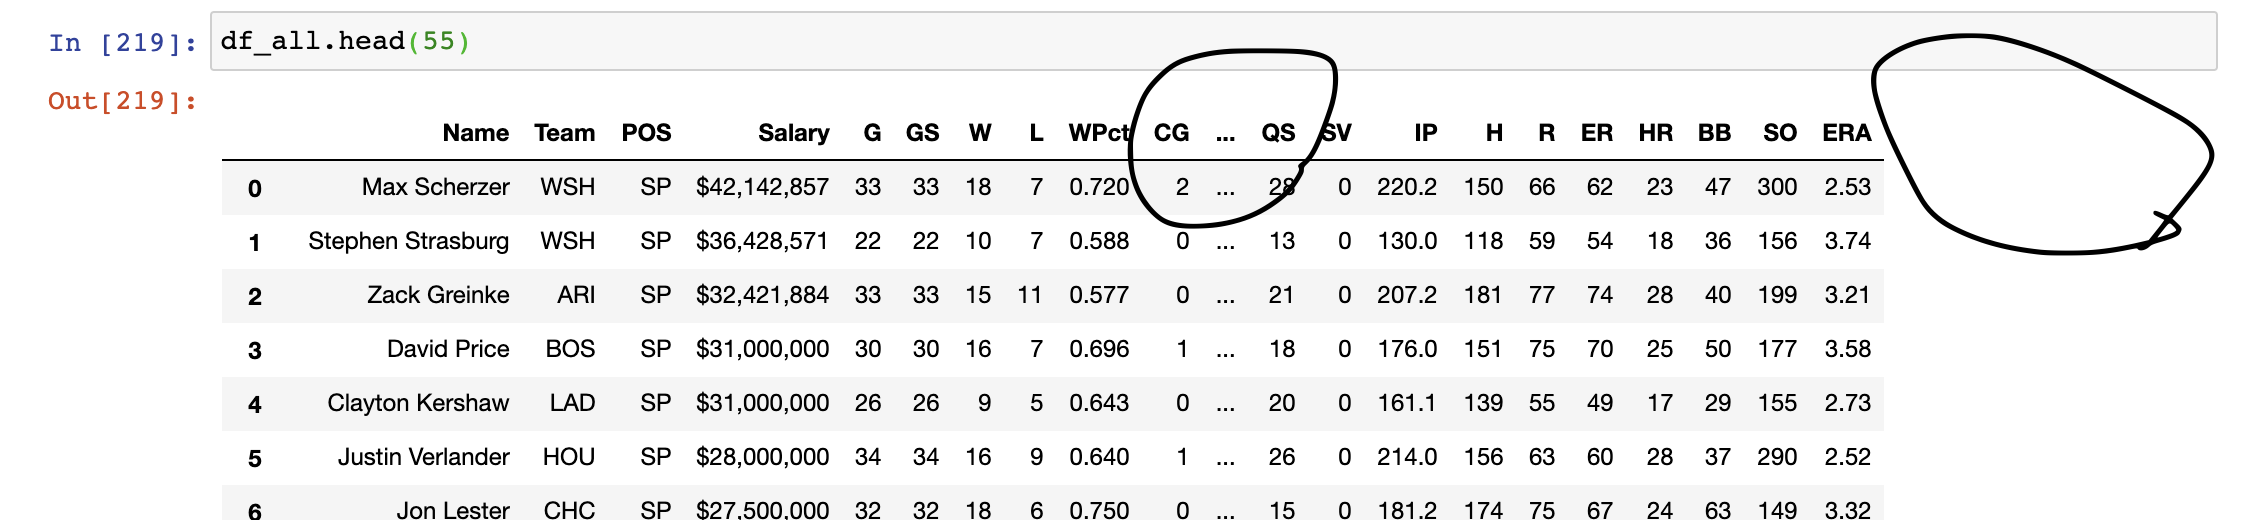 In [219]: df_all.head(55)
Out[219]:
Name Team POS Salary G GS W L WPct CG ... QS SV IP H R ER HR BB SO ERA
0 Max Scherzer WSH SP $42,142,857 33 33 18 7 0.720 2 ... 28 0 220.2 150 66 62 23 47 300 2.53
1 Stephen Strasburg WSH SP $36,428,571 22 22 10 7 0.588 0 ... 13 0 130.0 118 59 54 18 36 156 3.74
2 Zack Greinke ARI SP $32,421,884 33 33 15 11 0.577 0 ... 21 0 207.2 181 77 74 28 40 199 3.21
3 David Price BOS SP $31,000,000 30 30 16 7 0.696 1 ... 18 0 176.0 151 75 70 25 50 177 3.58
4 Clayton Kershaw LAD SP $31,000,000 26 26 9 5 0.643 0 ... 20 0 161.1 139 55 49 17 29 155 2.73
5 Justin Verlander HOU SP $28,000,000 34 34 16 9 0.640 1 ... 26 0 214.0 156 63 60 28 37 290 2.52
6 Jon Lester CHC SP $27,500,000 32 32 18 6 0.750 0 ... 15 0 181.2 174 75 67 24 63 149 3.32